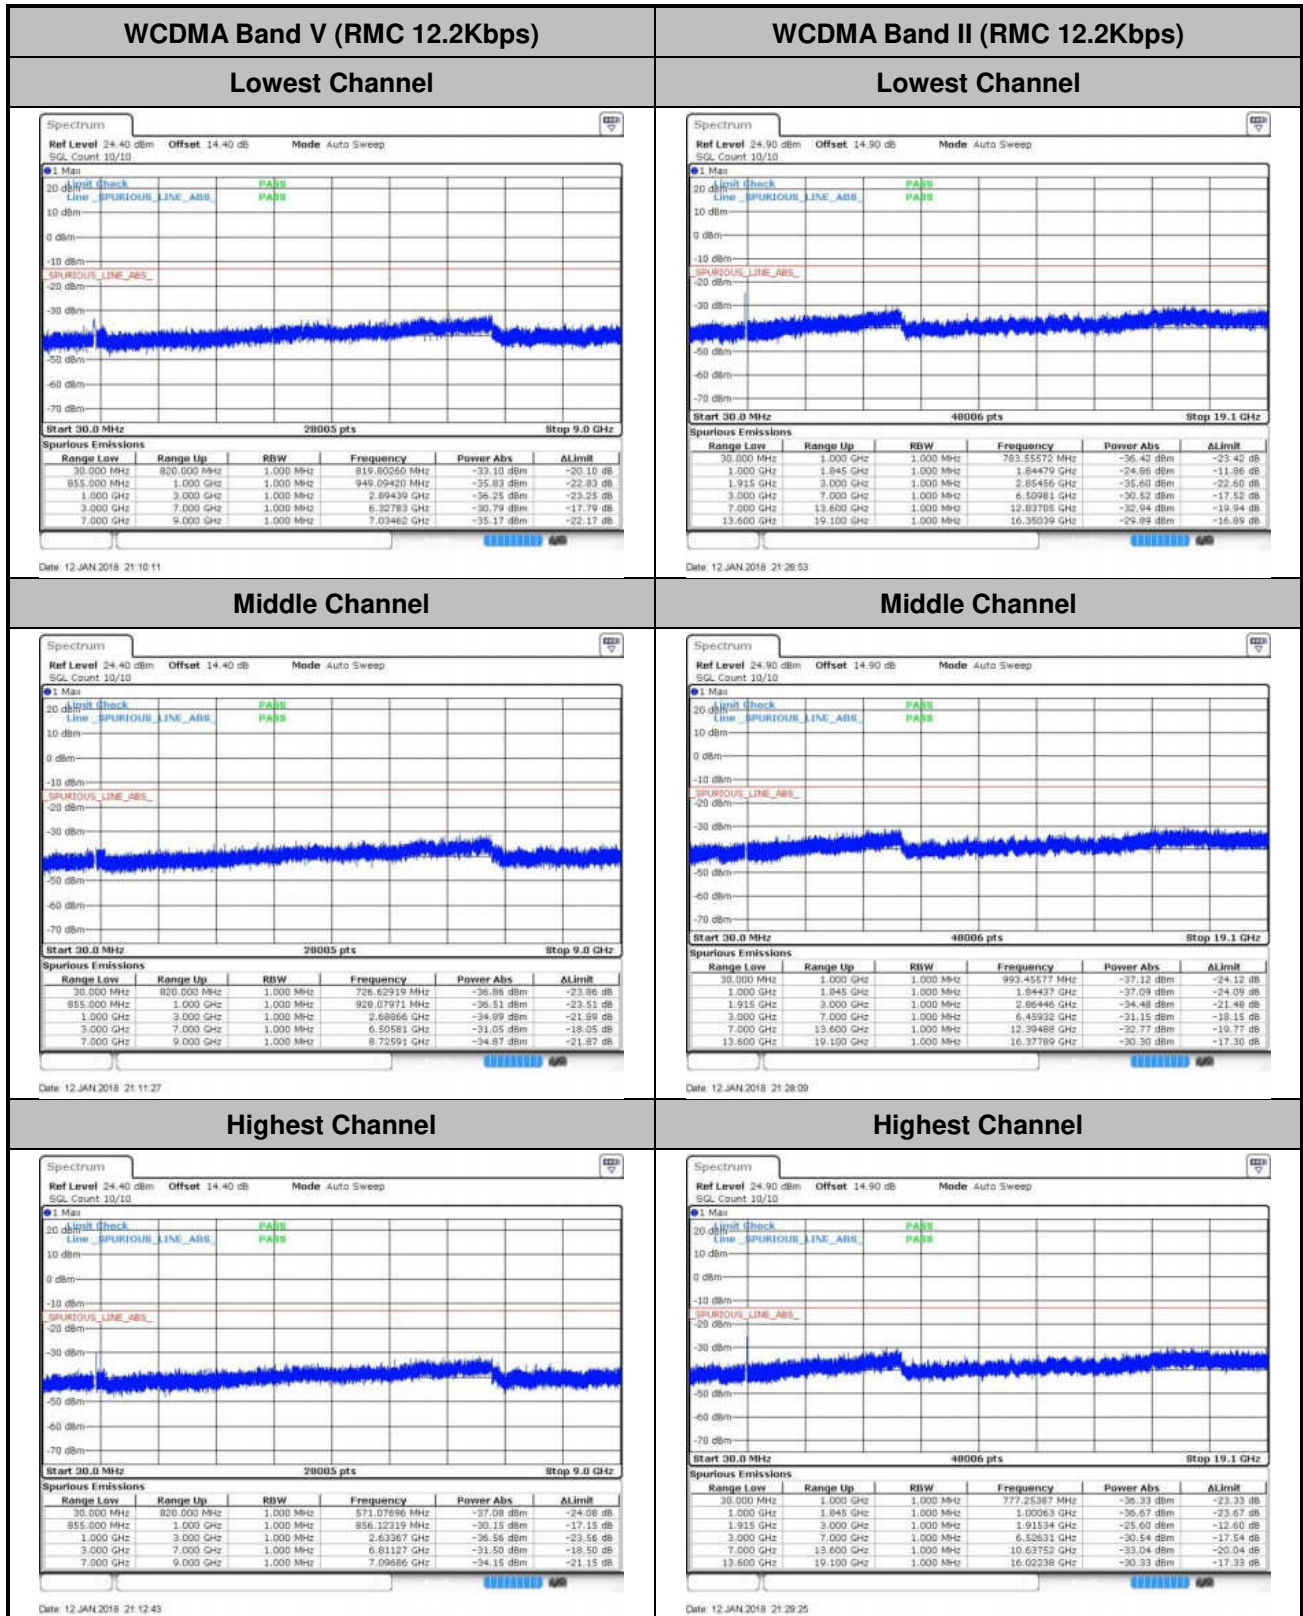 WCDMA Band V (RMC 12.2Kbps)
WCDMA Band II (RMC 12.2Kbps)
Lowest Channel
Lowest Channel
Spectrum
Ref Level 24.40 dBm Offset 14.40 dB Mode Auto Sweep
SGL Count 10/10
1 Max
Limit Check PASS
20 dBm
Line _SPURIOUS_LINE_ABS_ PASS
10 dBm
0 dBm
-10 dBm
_SPURIOUS_LINE_ABS_
-20 dBm
-30 dBm
-50 dBm
-60 dBm
-70 dBm
Start 30.0 MHz 28005 pts Stop 9.0 GHz
Spurious Emissions
Range Low Range Up RBW Frequency Power Abs ΔLimit
30.000 MHz 820.000 MHz 1.000 MHz 819.80260 MHz -33.10 dBm -20.10 dB
855.000 MHz 1.000 GHz 1.000 MHz 949.09420 MHz -35.83 dBm -22.83 dB
1.000 GHz 3.000 GHz 1.000 MHz 2.89439 GHz -36.25 dBm -23.25 dB
3.000 GHz 7.000 GHz 1.000 MHz 6.32783 GHz -30.79 dBm -17.79 dB
7.000 GHz 9.000 GHz 1.000 MHz 7.03462 GHz -35.17 dBm -22.17 dB
Date: 12.JAN.2018 21:10:11
Spectrum
Ref Level 24.90 dBm Offset 14.90 dB Mode Auto Sweep
SGL Count 10/10
1 Max
Limit Check PASS
20 dBm
Line _SPURIOUS_LINE_ABS_ PASS
10 dBm
0 dBm
-10 dBm
_SPURIOUS_LINE_ABS_
-20 dBm
-30 dBm
-50 dBm
-60 dBm
-70 dBm
Start 30.0 MHz 48006 pts Stop 19.1 GHz
Spurious Emissions
Range Low Range Up RBW Frequency Power Abs ΔLimit
30.000 MHz 1.000 GHz 1.000 MHz 783.55572 MHz -36.42 dBm -23.42 dB
1.000 GHz 1.845 GHz 1.000 MHz 1.84479 GHz -24.86 dBm -11.86 dB
1.915 GHz 3.000 GHz 1.000 MHz 2.85456 GHz -35.60 dBm -22.60 dB
3.000 GHz 7.000 GHz 1.000 MHz 6.50981 GHz -30.52 dBm -17.52 dB
7.000 GHz 13.600 GHz 1.000 MHz 12.83705 GHz -32.94 dBm -19.94 dB
13.600 GHz 19.100 GHz 1.000 MHz 16.35039 GHz -29.89 dBm -16.89 dB
Date: 12.JAN.2018 21:26:53
Middle Channel
Middle Channel
Spectrum
Ref Level 24.40 dBm Offset 14.40 dB Mode Auto Sweep
SGL Count 10/10
1 Max
Limit Check PASS
20 dBm
Line _SPURIOUS_LINE_ABS_ PASS
10 dBm
0 dBm
-10 dBm
_SPURIOUS_LINE_ABS_
-20 dBm
-30 dBm
-50 dBm
-60 dBm
-70 dBm
Start 30.0 MHz 28005 pts Stop 9.0 GHz
Spurious Emissions
Range Low Range Up RBW Frequency Power Abs ΔLimit
30.000 MHz 820.000 MHz 1.000 MHz 726.62919 MHz -36.86 dBm -23.86 dB
855.000 MHz 1.000 GHz 1.000 MHz 928.07971 MHz -36.51 dBm -23.51 dB
1.000 GHz 3.000 GHz 1.000 MHz 2.68866 GHz -34.89 dBm -21.89 dB
3.000 GHz 7.000 GHz 1.000 MHz 6.50581 GHz -31.05 dBm -18.05 dB
7.000 GHz 9.000 GHz 1.000 MHz 8.72591 GHz -34.87 dBm -21.87 dB
Date: 12.JAN.2018 21:11:27
Spectrum
Ref Level 24.90 dBm Offset 14.90 dB Mode Auto Sweep
SGL Count 10/10
1 Max
Limit Check PASS
20 dBm
Line _SPURIOUS_LINE_ABS_ PASS
10 dBm
0 dBm
-10 dBm
_SPURIOUS_LINE_ABS_
-20 dBm
-30 dBm
-50 dBm
-60 dBm
-70 dBm
Start 30.0 MHz 48006 pts Stop 19.1 GHz
Spurious Emissions
Range Low Range Up RBW Frequency Power Abs ΔLimit
30.000 MHz 1.000 GHz 1.000 MHz 993.45577 MHz -37.12 dBm -24.12 dB
1.000 GHz 1.845 GHz 1.000 MHz 1.84437 GHz -37.09 dBm -24.09 dB
1.915 GHz 3.000 GHz 1.000 MHz 2.86446 GHz -34.48 dBm -21.48 dB
3.000 GHz 7.000 GHz 1.000 MHz 6.45932 GHz -31.15 dBm -18.15 dB
7.000 GHz 13.600 GHz 1.000 MHz 12.39488 GHz -32.77 dBm -19.77 dB
13.600 GHz 19.100 GHz 1.000 MHz 16.37789 GHz -30.30 dBm -17.30 dB
Date: 12.JAN.2018 21:28:09
Highest Channel
Highest Channel
Spectrum
Ref Level 24.40 dBm Offset 14.40 dB Mode Auto Sweep
SGL Count 10/10
1 Max
Limit Check PASS
20 dBm
Line _SPURIOUS_LINE_ABS_ PASS
10 dBm
0 dBm
-10 dBm
_SPURIOUS_LINE_ABS_
-20 dBm
-30 dBm
-50 dBm
-60 dBm
-70 dBm
Start 30.0 MHz 28005 pts Stop 9.0 GHz
Spurious Emissions
Range Low Range Up RBW Frequency Power Abs ΔLimit
30.000 MHz 820.000 MHz 1.000 MHz 571.07696 MHz -37.08 dBm -24.08 dB
855.000 MHz 1.000 GHz 1.000 MHz 856.12319 MHz -30.15 dBm -17.15 dB
1.000 GHz 3.000 GHz 1.000 MHz 2.63367 GHz -36.56 dBm -23.56 dB
3.000 GHz 7.000 GHz 1.000 MHz 6.81127 GHz -31.50 dBm -18.50 dB
7.000 GHz 9.000 GHz 1.000 MHz 7.09686 GHz -34.15 dBm -21.15 dB
Date: 12.JAN.2018 21:12:43
Spectrum
Ref Level 24.90 dBm Offset 14.90 dB Mode Auto Sweep
SGL Count 10/10
1 Max
Limit Check PASS
20 dBm
Line _SPURIOUS_LINE_ABS_ PASS
10 dBm
0 dBm
-10 dBm
_SPURIOUS_LINE_ABS_
-20 dBm
-30 dBm
-50 dBm
-60 dBm
-70 dBm
Start 30.0 MHz 48006 pts Stop 19.1 GHz
Spurious Emissions
Range Low Range Up RBW Frequency Power Abs ΔLimit
30.000 MHz 1.000 GHz 1.000 MHz 777.25387 MHz -36.33 dBm -23.33 dB
1.000 GHz 1.845 GHz 1.000 MHz 1.00063 GHz -36.67 dBm -23.67 dB
1.915 GHz 3.000 GHz 1.000 MHz 1.91534 GHz -25.60 dBm -12.60 dB
3.000 GHz 7.000 GHz 1.000 MHz 6.52631 GHz -30.54 dBm -17.54 dB
7.000 GHz 13.600 GHz 1.000 MHz 10.63752 GHz -33.04 dBm -20.04 dB
13.600 GHz 19.100 GHz 1.000 MHz 16.02238 GHz -30.33 dBm -17.33 dB
Date: 12.JAN.2018 21:29:25